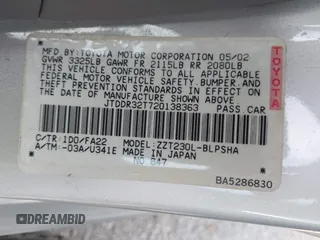 MFD BY: TOYOTA MOTOR CORPORATION 05/02
GVWR 3325LB GAWR FR 2115LB RR 2080LB
THIS VEHICLE CONFORMS TO ALL APPLICABLE
FEDERAL MOTOR VEHICLE SAFETY, BUMPER,
AND THEFT PREVENTION STANDARDS IN EFFECT ON
THE DATE OF MANUFACTURE SHOWN ABOVE.
JTDDR32T720138363 PASS.CAR
TOYOTA
C/TR:1D0/FA22 MODEL:ZZT230L-BLPSHA
A/TM:-03A/U341E MADE IN JAPAN
NO 847
BA5286830
DREAMBID